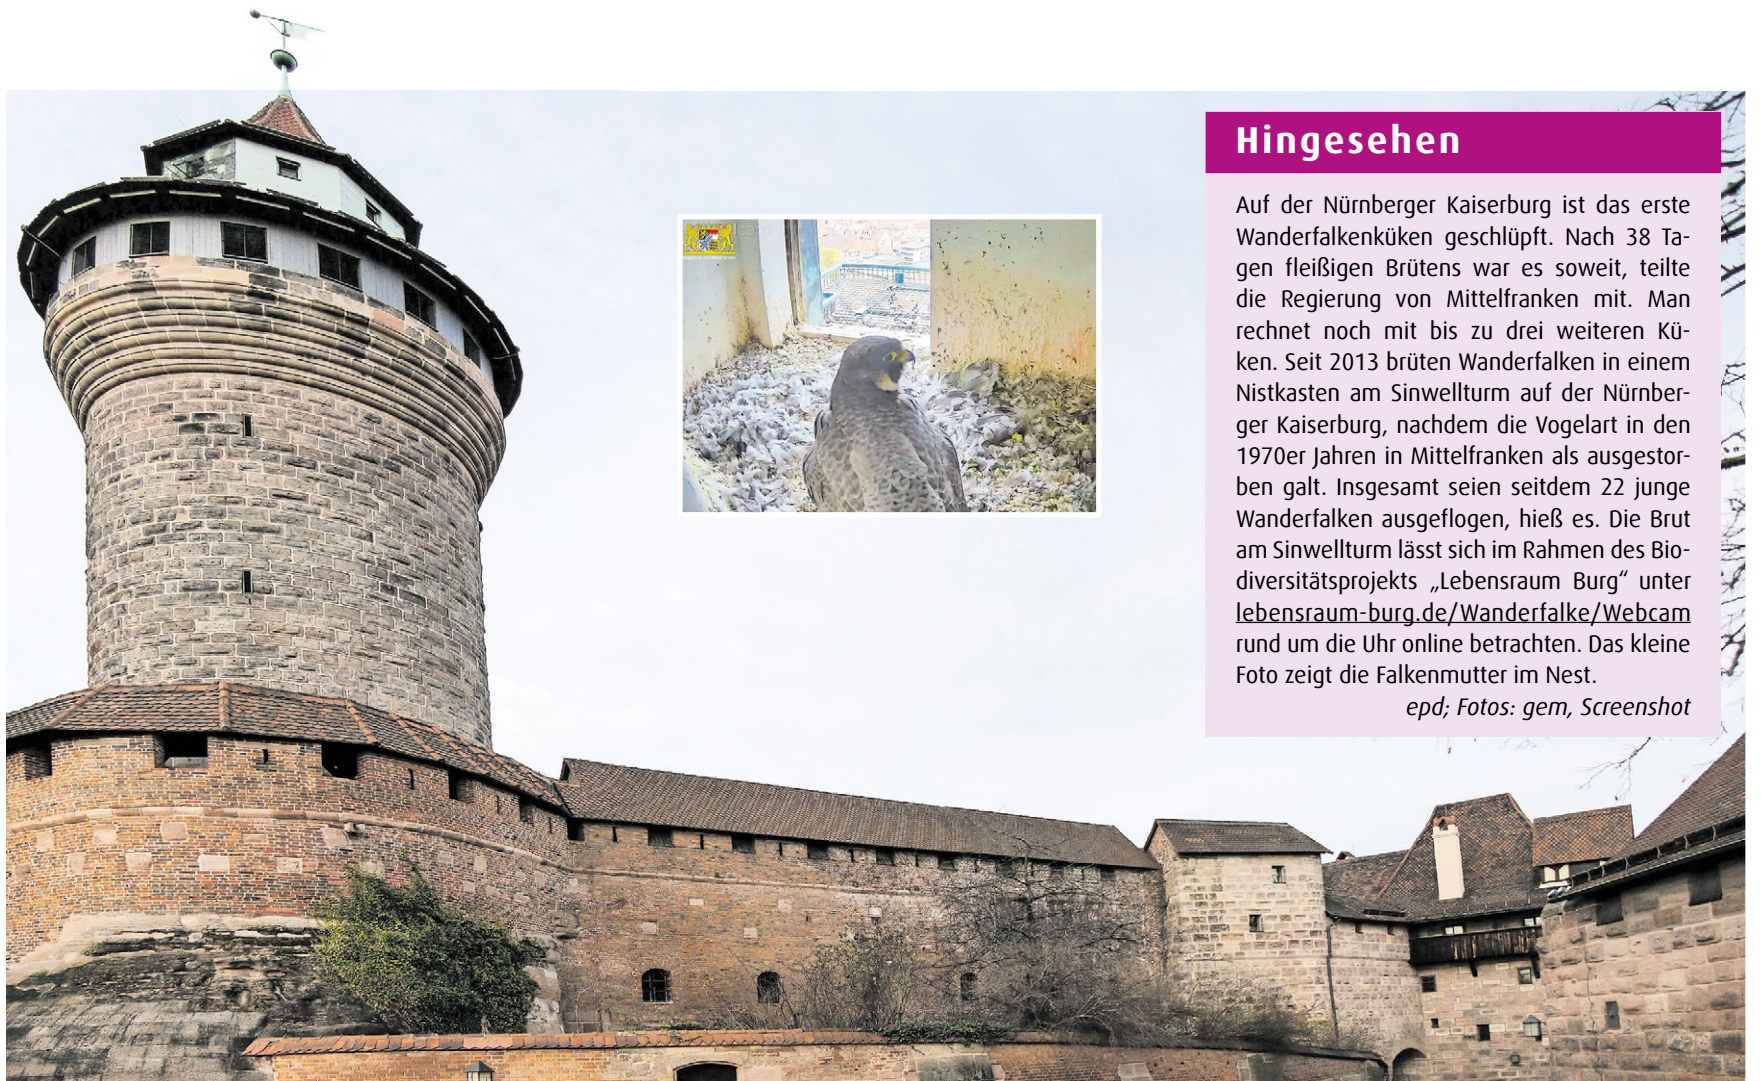 Hingesehen
Auf der Nürnberger Kaiserburg ist das erste
Wanderfalkenküken geschlüpft. Nach 38 Ta-
gen fleißigen Brütens war es soweit, teilte
die Regierung von Mittelfranken mit. Man
rechnet noch mit bis zu drei weiteren Kü-
ken. Seit 2013 brüten Wanderfalken in einem
Nistkasten am Sinwellturm auf der Nürnber-
ger Kaiserburg, nachdem die Vogelart in den
1970er Jahren in Mittelfranken als ausgestor-
ben galt. Insgesamt seien seitdem 22 junge
Wanderfalken ausgeflogen, hieß es. Die Brut
am Sinwellturm lässt sich im Rahmen des Bio-
diversitätsprojekts „Lebensraum Burg“ unter
lebensraum-burg.de/Wanderfalke/Webcam
rund um die Uhr online betrachten. Das kleine
Foto zeigt die Falkenmutter im Nest.
epd; Fotos: gem, Screenshot